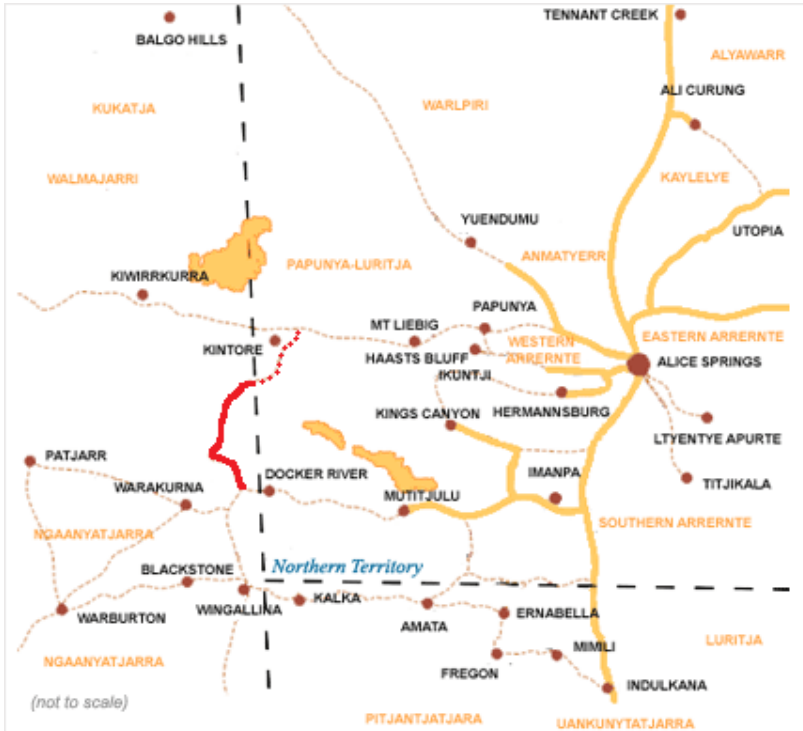 TENNANT CREEK
BALGO HILLS
ALYAWARR
ALI CURUNG
KUKATJA
WARLPIRI
WALMAJARRI
KAYLELYE
YUENDUMU
UTOPIA
ANMATYERR
PAPUNYA-LURITJA
KIWIRRKURRA
PAPUNYA
MT LIEBIG
EASTERN ARRERNTE
KINTORE
WESTERN
ARRERNTE
HAASTS BLUFF
IKUNTJI
ALICE SPRINGS
KINGS CANYON
HERMANNSBURG
LTYENTYE APURTE
PATJARR
DOCKER RIVER
IMANPA
TITJIKALA
WARAKURNA
MUTITJULU
SOUTHERN ARRERNTE
NGAANYATJARRA
BLACKSTONE
Northern Territory
WINGALLINA
KALKA
WARBURTON
AMATA
ERNABELLA
LURITJA
MIMILI
NGAANYATJARRA
FREGON
INDULKANA
(not to scale)
PITJANTJATJARA
UANKUNYTATJARRA